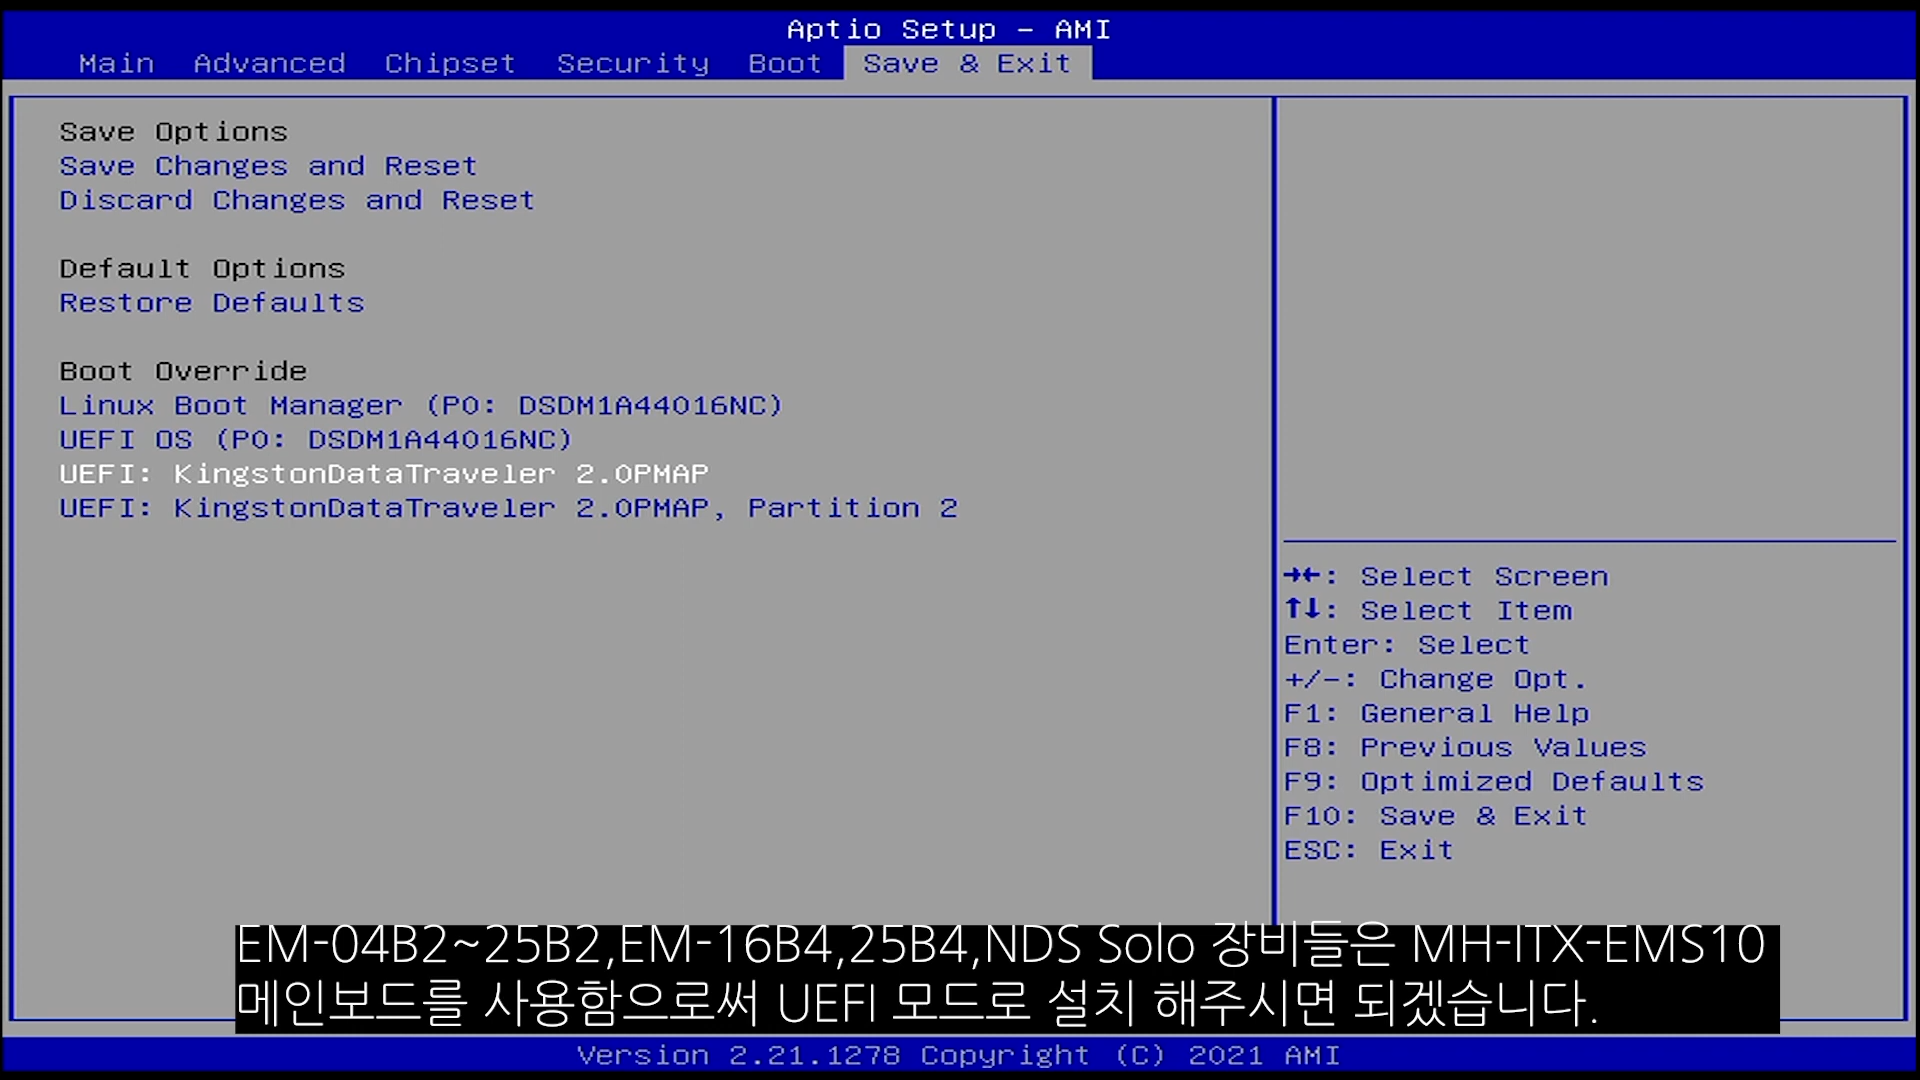 Aptio Setup – AMI
Main Advanced Chipset Security Boot Save & Exit
Save Options
Save Changes and Reset
Discard Changes and Reset
Default Options
Restore Defaults
Boot Override
Linux Boot Manager (P0: DSDM1A44016NC)
UEFI OS (P0: DSDM1A44016NC)
UEFI: KingstonDataTraveler 2.0PMAP
UEFI: KingstonDataTraveler 2.0PMAP, Partition 2
→←: Select Screen
↑↓: Select Item
Enter: Select
+/-: Change Opt.
F1: General Help
F8: Previous Values
F9: Optimized Defaults
F10: Save & Exit
ESC: Exit
EM-04B2~25B2,EM-16B4,25B4,NDS Solo 장비들은 MH-ITX-EMS10
메인보드를 사용함으로써 UEFI 모드로 설치 해주시면 되겠습니다.
Version 2.21.1278 Copyright (C) 2021 AMI